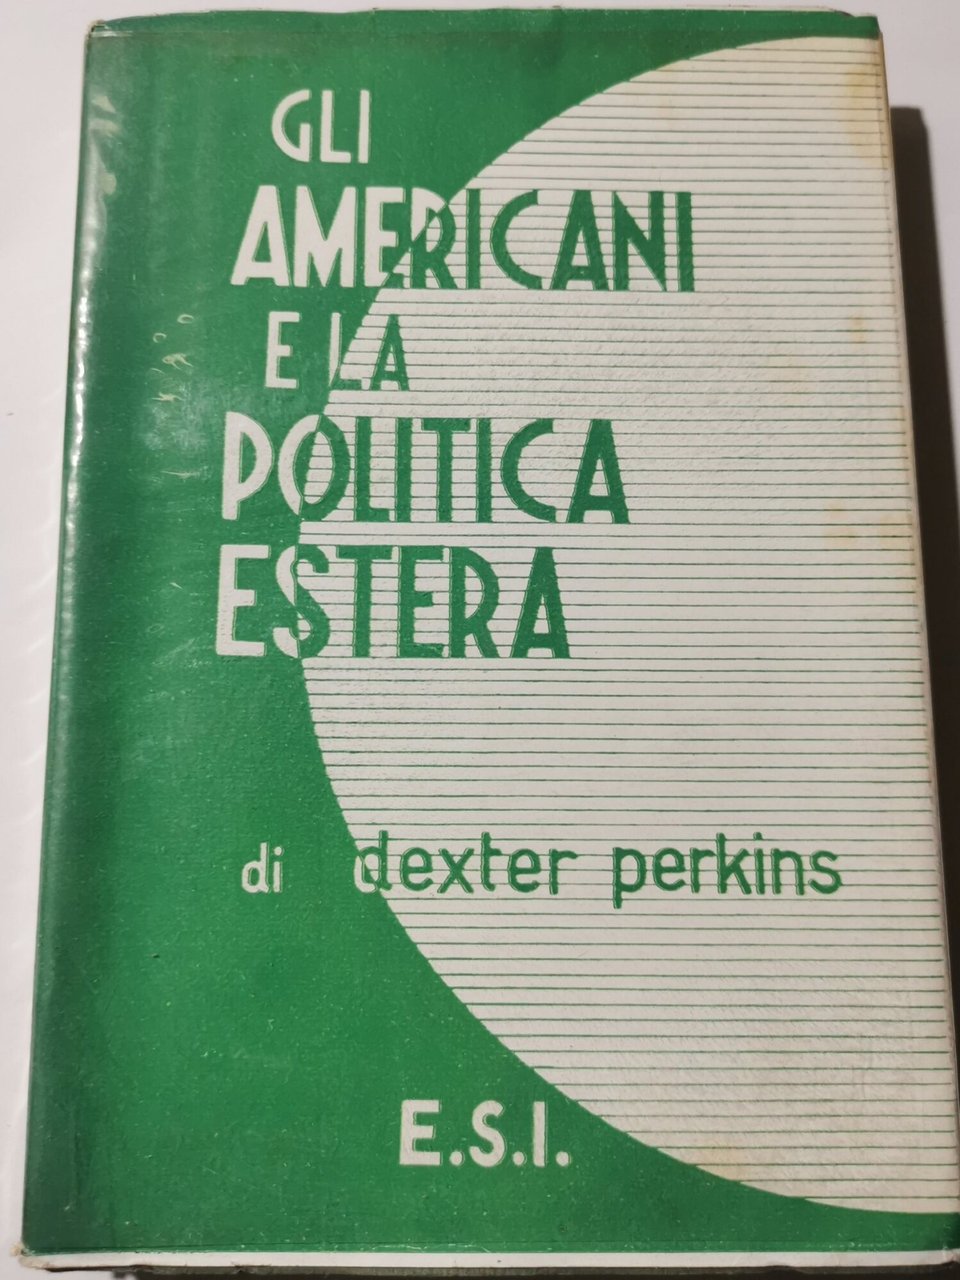 GLI
AMERICANI
E LA
POLITICA
ESTERA
di dexter perkins
E.S.I.